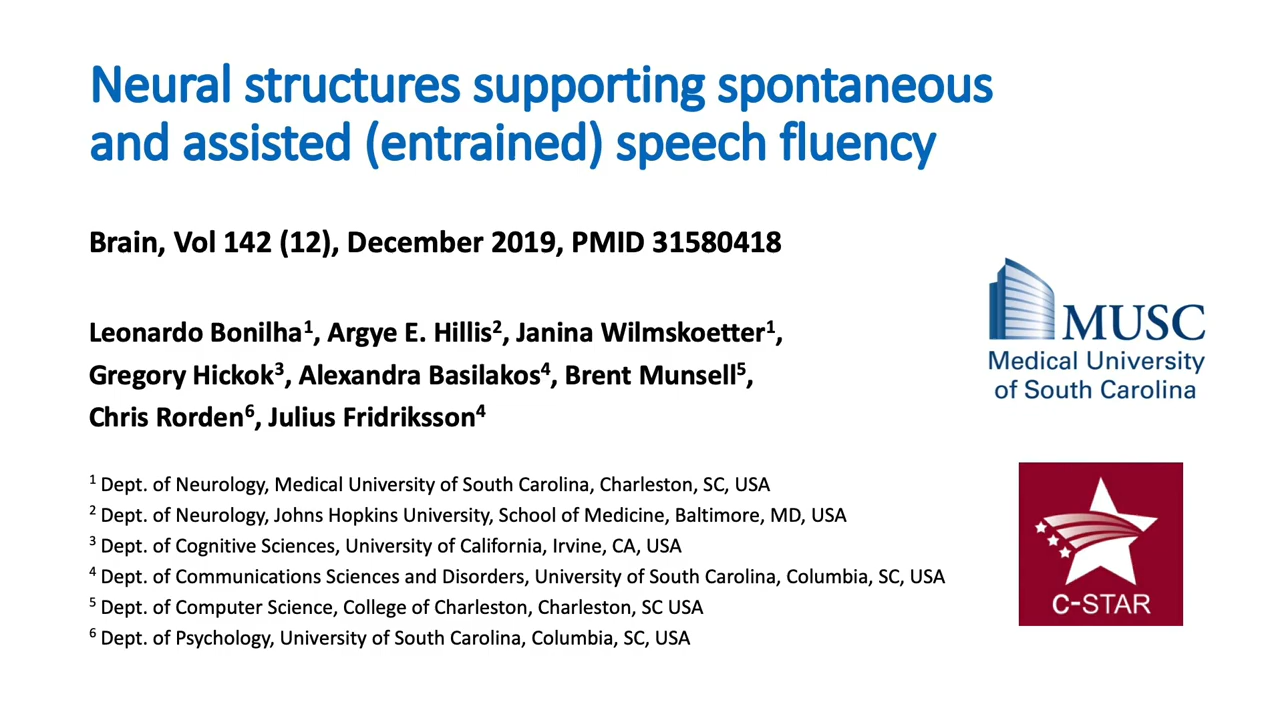 Neural structures supporting spontaneous
and assisted (entrained) speech fluency
Brain, Vol 142 (12), December 2019, PMID 31580418
Leonardo Bonilha¹, Argye E. Hillis², Janina Wilmskoetter¹,
Gregory Hickok³, Alexandra Basilakos⁴, Brent Munsell⁵,
Chris Rorden⁶, Julius Fridriksson⁴
MUSC
Medical University
of South Carolina
¹ Dept. of Neurology, Medical University of South Carolina, Charleston, SC, USA
² Dept. of Neurology, Johns Hopkins University, School of Medicine, Baltimore, MD, USA
³ Dept. of Cognitive Sciences, University of California, Irvine, CA, USA
⁴ Dept. of Communications Sciences and Disorders, University of South Carolina, Columbia, SC, USA
⁵ Dept. of Computer Science, College of Charleston, Charleston, SC USA
⁶ Dept. of Psychology, University of South Carolina, Columbia, SC, USA
C-STAR